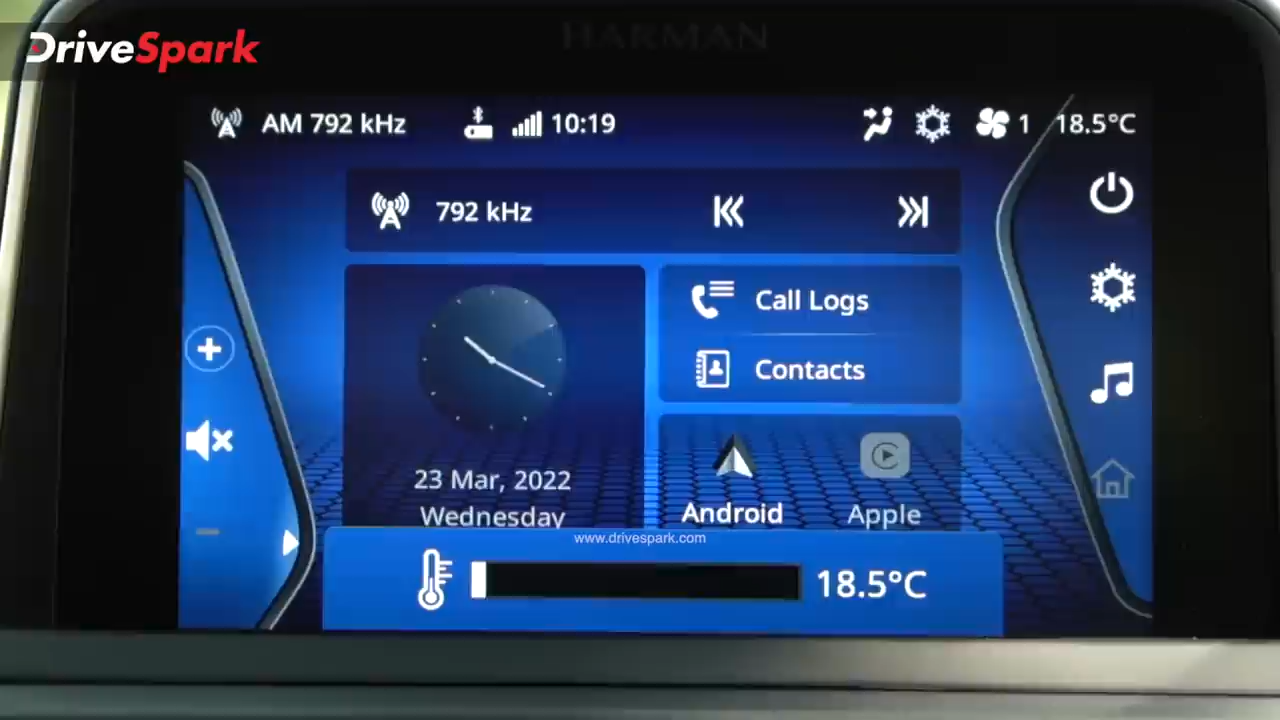 HARMAN
DriveSpark
AM 792 kHz
10:19
1
18.5°C
792 kHz
Call Logs
Contacts
23 Mar, 2022
Wednesday
Android
Apple
www.drivespark.com
18.5°C